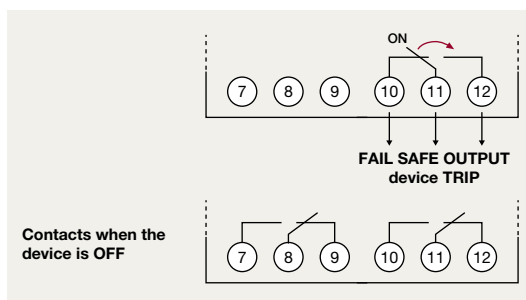 ON
7 8 9 10 11 12
FAIL SAFE OUTPUT
device TRIP
Contacts when the
device is OFF
7 8 9 10 11 12